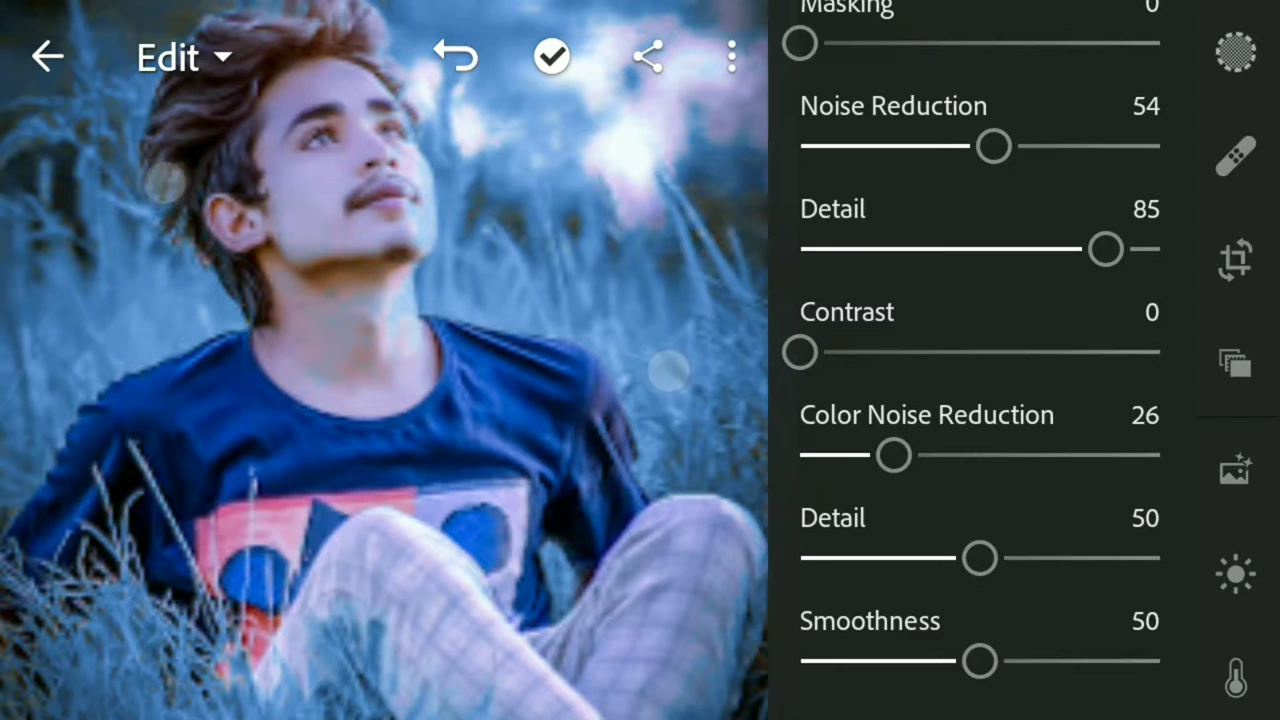 Edit
Masking 0
Noise Reduction 54
Detail 85
Contrast 0
Color Noise Reduction 26
Detail 50
Smoothness 50